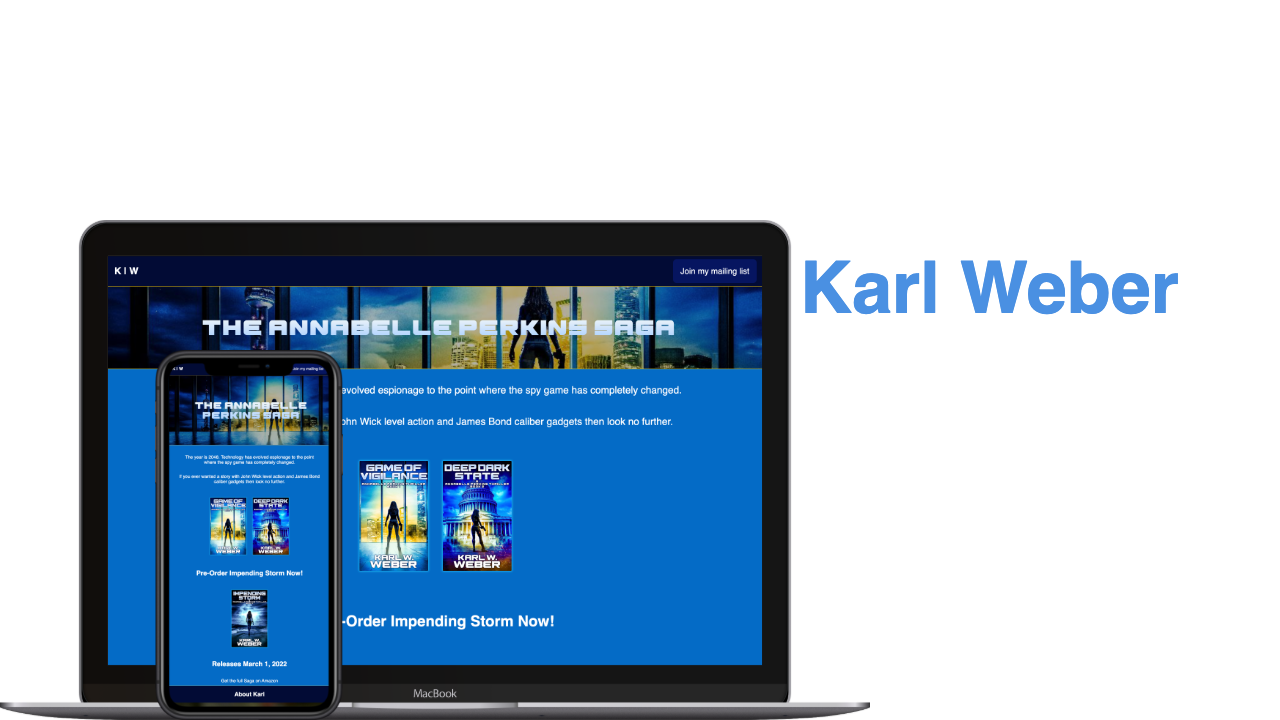 Karl Weber
K | W
Join my mailing list
THE ANNABELLE PERKINS SAGA
evolved espionage to the point where the spy game has completely changed.
John Wick level action and James Bond caliber gadgets then look no further.
GAME OF
VIGILANCE
KARL W.
WEBER
DEEP DARK
STATE
KARL W.
WEBER
-Order Impending Storm Now!
MacBook
Join my mailing list
THE ANNABELLE
PERKINS SAGA
The year is 2046. Technology has evolved espionage to the point
where the spy game has completely changed.
If you ever wanted a story with John Wick level action and James Bond
caliber gadgets then look no further.
GAME OF
VIGILANCE
WEBER
DEEP DARK
STATE
KARL W.
WEBER
Pre-Order Impending Storm Now!
IMPENDING
STORM
KARL W.
WEBER
Releases March 1, 2022
Get the full Saga on Amazon
About Karl